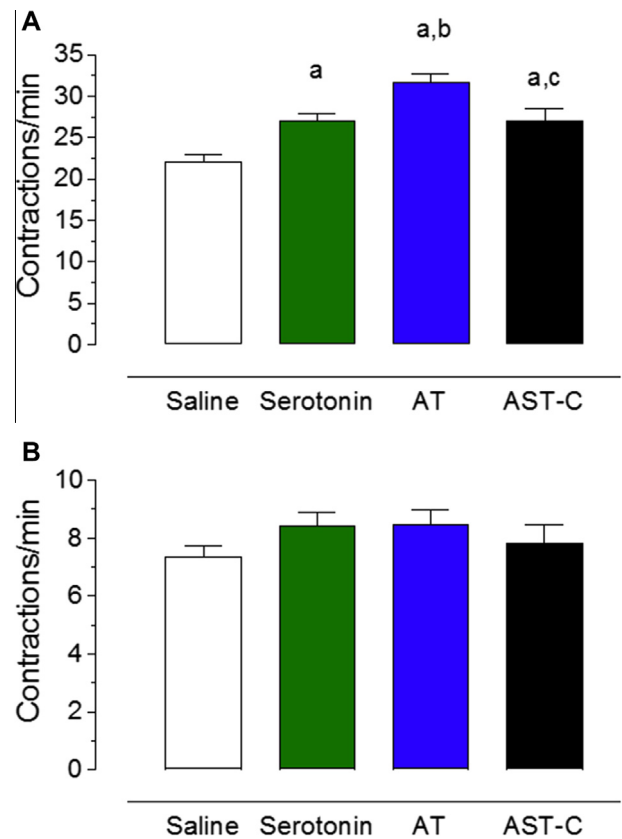 A
a,b
a
a,c
35
30
25
20
15
10
5
0
Contractions/min
Saline Serotonin AT AST-C
B
10
8
6
4
2
0
Contractions/min
Saline Serotonin AT AST-C